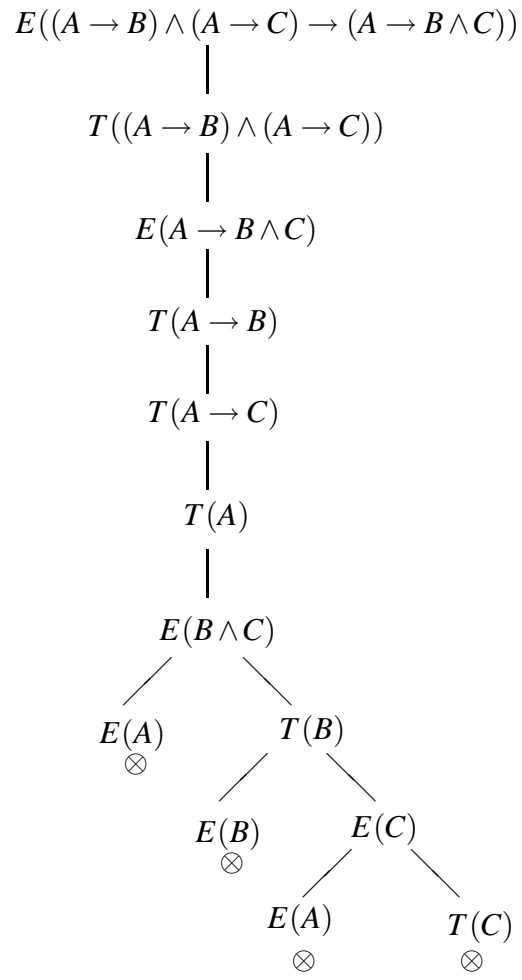 E((A → B) ∧ (A → C) → (A → B ∧ C))
T((A → B) ∧ (A → C))
E(A → B ∧ C)
T(A → B)
T(A → C)
T(A)
E(B ∧ C)
E(A) T(B)
⊗
E(B) E(C)
⊗
E(A) T(C)
⊗ ⊗